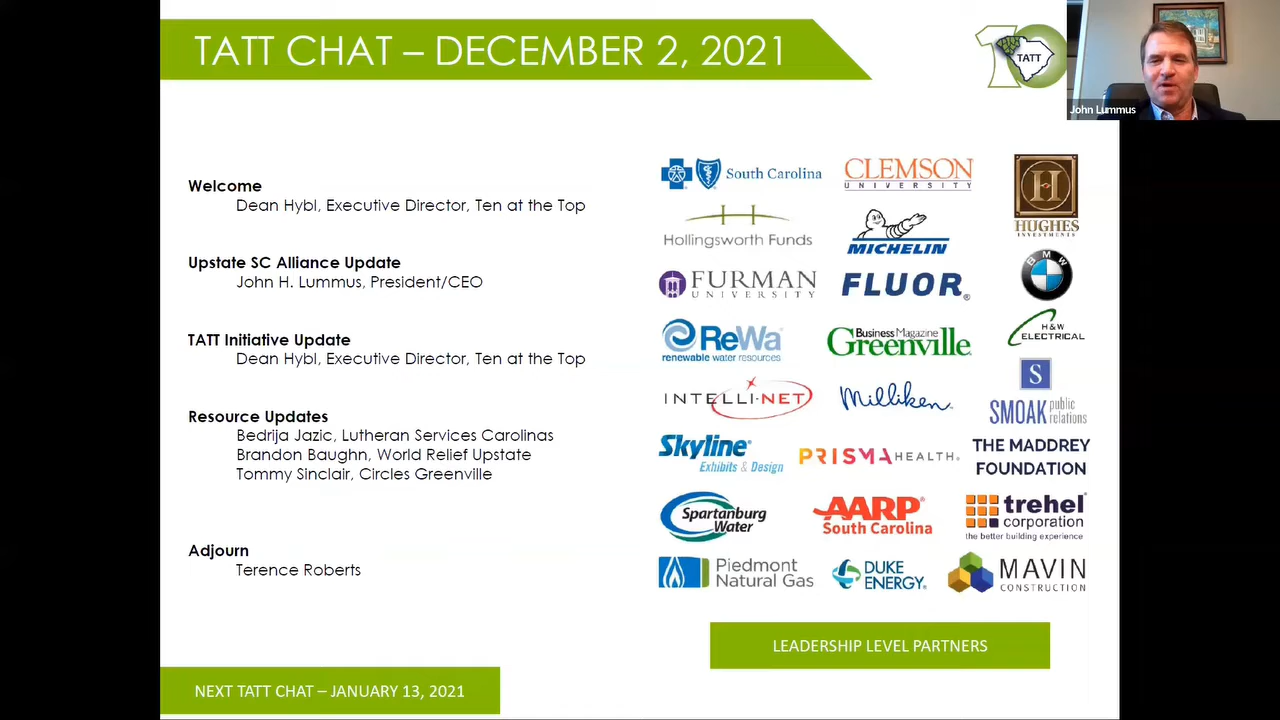 TATT CHAT – DECEMBER 2, 2021
10
TATT
John Lummus
Welcome
Dean Hybl, Executive Director, Ten at the Top
Upstate SC Alliance Update
John H. Lummus, President/CEO
TATT Initiative Update
Dean Hybl, Executive Director, Ten at the Top
Resource Updates
Bedrija Jazic, Lutheran Services Carolinas
Brandon Baughn, World Relief Upstate
Tommy Sinclair, Circles Greenville
Adjourn
Terence Roberts
South Carolina
CLEMSON
UNIVERSITY
H
HUGHES
INVESTMENTS
Hollingsworth Funds
MICHELIN
FURMAN
UNIVERSITY
FLUOR®
BMW
ReWa
renewable water resources
Business Magazine
Greenville
H&W
ELECTRICAL
INTELLI-NET
Milliken
S
SMOAK public
relations
Skyline®
Exhibits & Design
PRISMA HEALTH
THE MADDREY
FOUNDATION
Spartanburg
Water
AARP®
South Carolina
trehel
corporation
the better building experience
Piedmont
Natural Gas
DUKE
ENERGY®
MAVIN
CONSTRUCTION
LEADERSHIP LEVEL PARTNERS
NEXT TATT CHAT – JANUARY 13, 2021